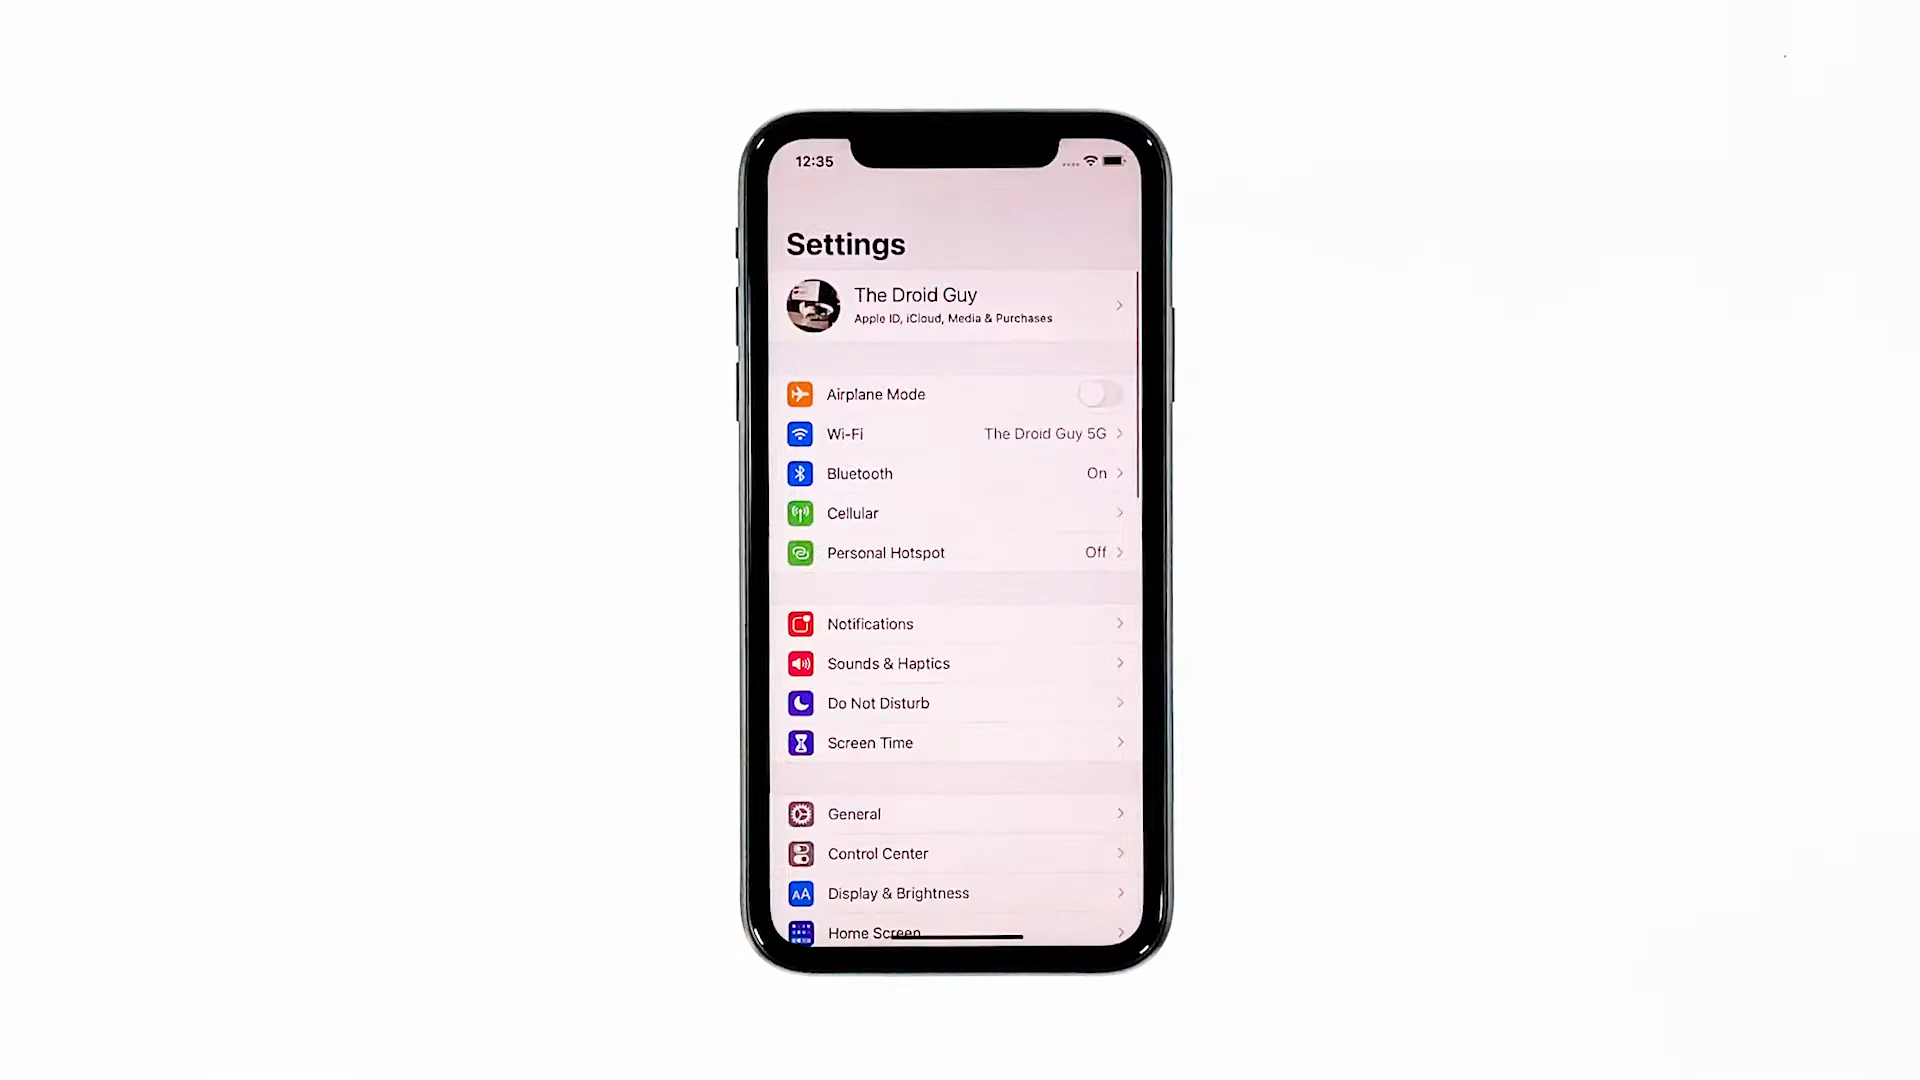 12:35
Settings
The Droid Guy
Apple ID, iCloud, Media & Purchases
Airplane Mode
Wi-Fi The Droid Guy 5G
Bluetooth On
Cellular
Personal Hotspot Off
Notifications
Sounds & Haptics
Do Not Disturb
Screen Time
General
Control Center
AA Display & Brightness
Home Screen